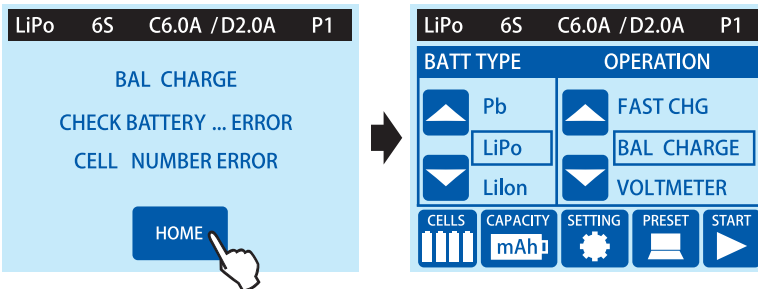 LiPo 6S C6.0A /D2.0A P1
BAL CHARGE
CHECK BATTERY ... ERROR
CELL NUMBER ERROR
HOME
LiPo 6S C6.0A /D2.0A P1
BATT TYPE OPERATION
Pb FAST CHG
LiPo BAL CHARGE
LiIon VOLTMETER
CELLS CAPACITY SETTING PRESET START
mAh